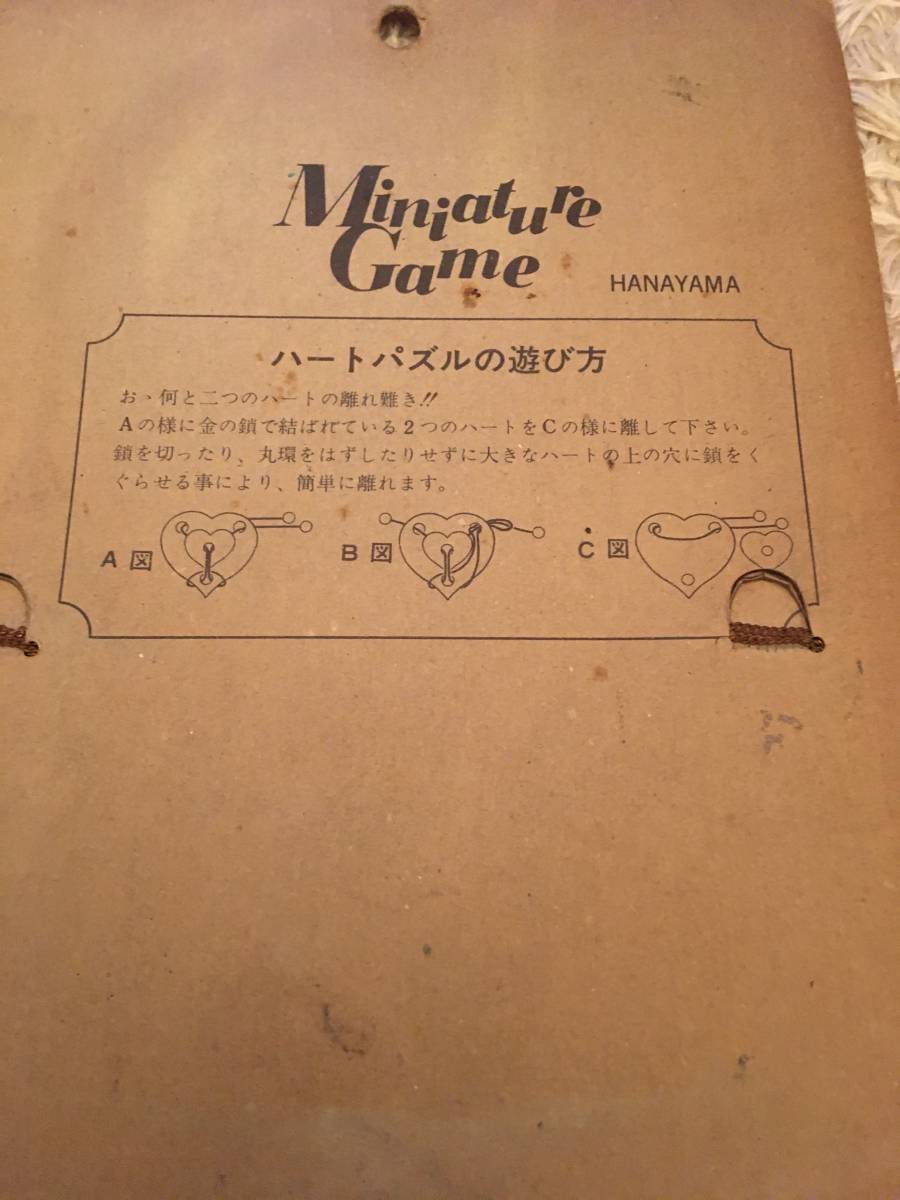 Miniature
Game
HANAYAMA
ハートパズルの遊び方
お、何と二つのハートの離れ難き!!
Aの様に金の鎖で結ばれている2つのハートをCの様に離して下さい。
鎖を切ったり、丸環をはずしたりせずに大きなハートの上の穴に鎖をく
ぐらせる事により、簡単に離れます。
A図
B図
C図